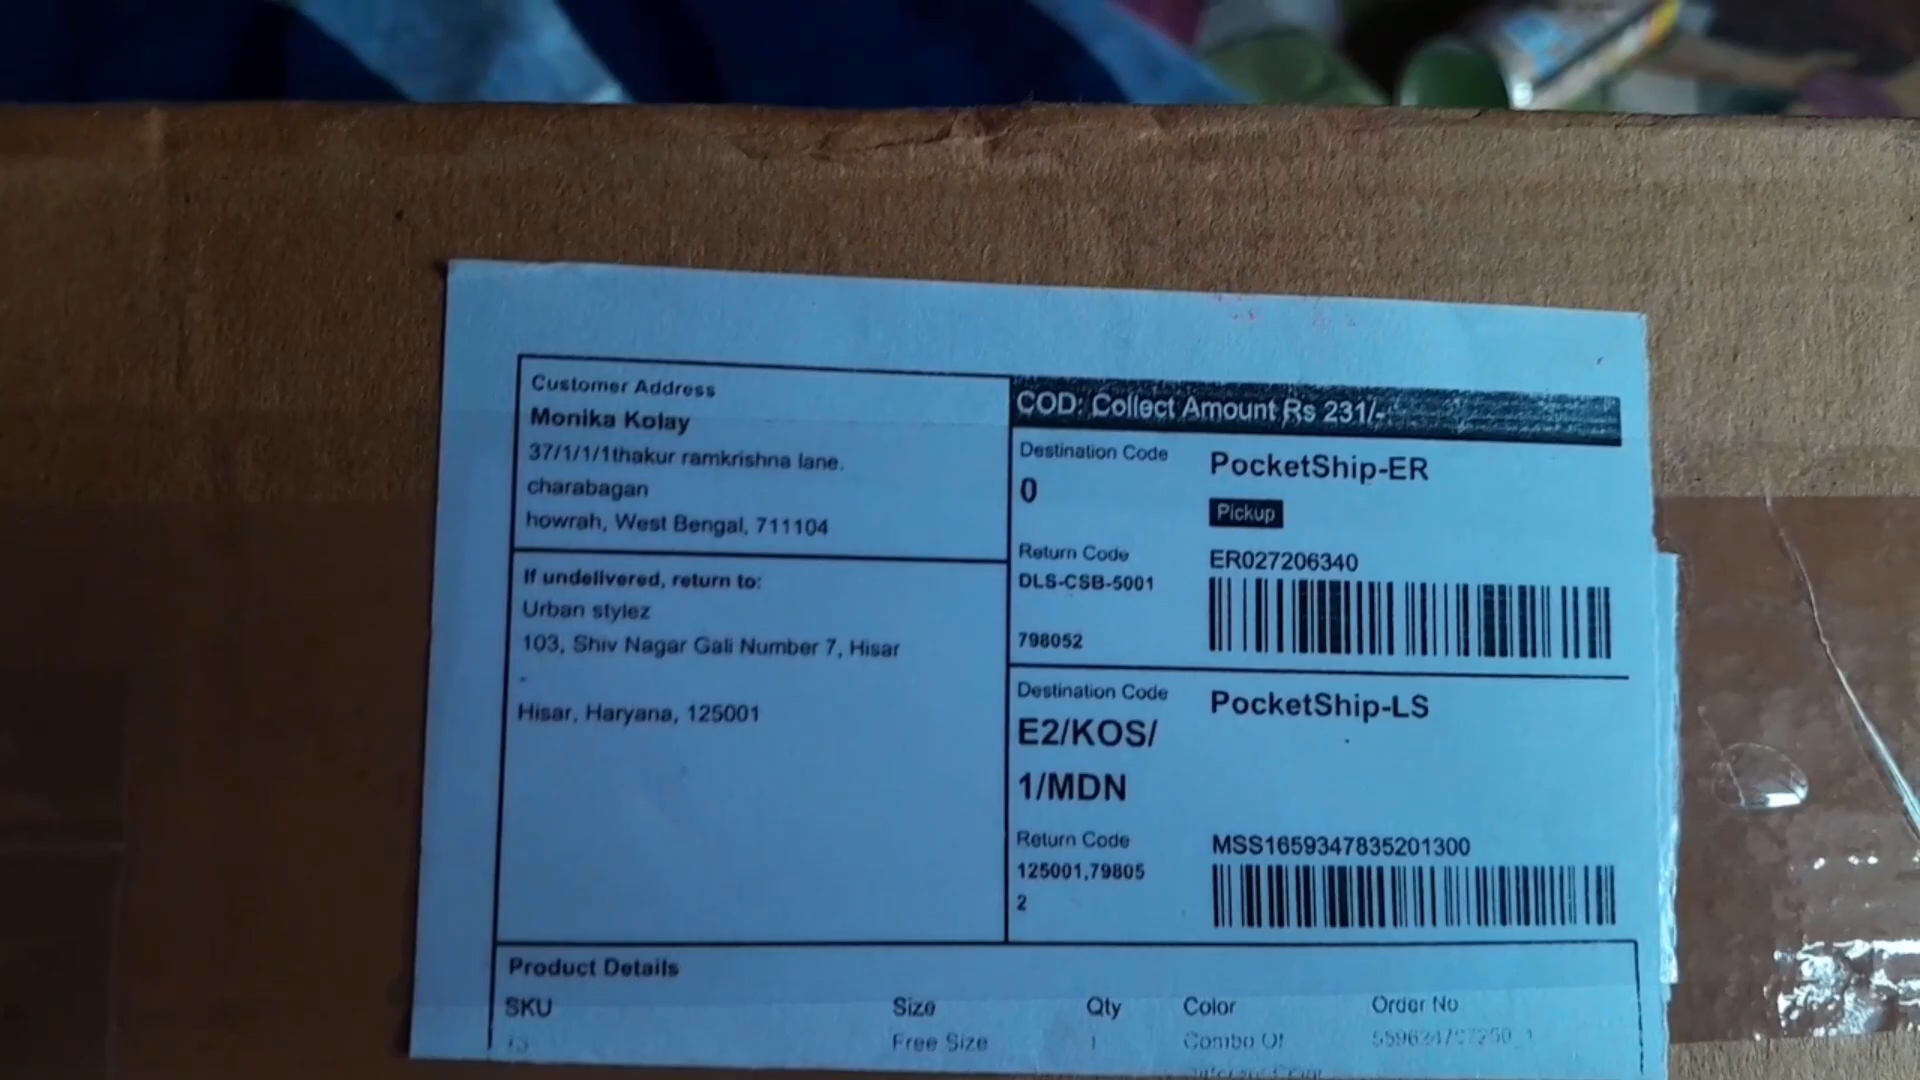 Customer Address
Monika Kolay
37/1/1/1thakur ramkrishna lane.
charabagan
howrah, West Bengal, 711104
If undelivered, return to:
Urban stylez
103, Shiv Nagar Gali Number 7, Hisar
-
Hisar, Haryana, 125001
COD: Collect Amount Rs 231/-
Destination Code
0
PocketShip-ER
Pickup
Return Code
DLS-CSB-5001
798052
ER027206340
Destination Code
E2/KOS/
1/MDN
PocketShip-LS
Return Code
125001,79805
2
MSS1659347835201300
Product Details
SKU Size Qty Color Order No
Free Size 1 Combo Of